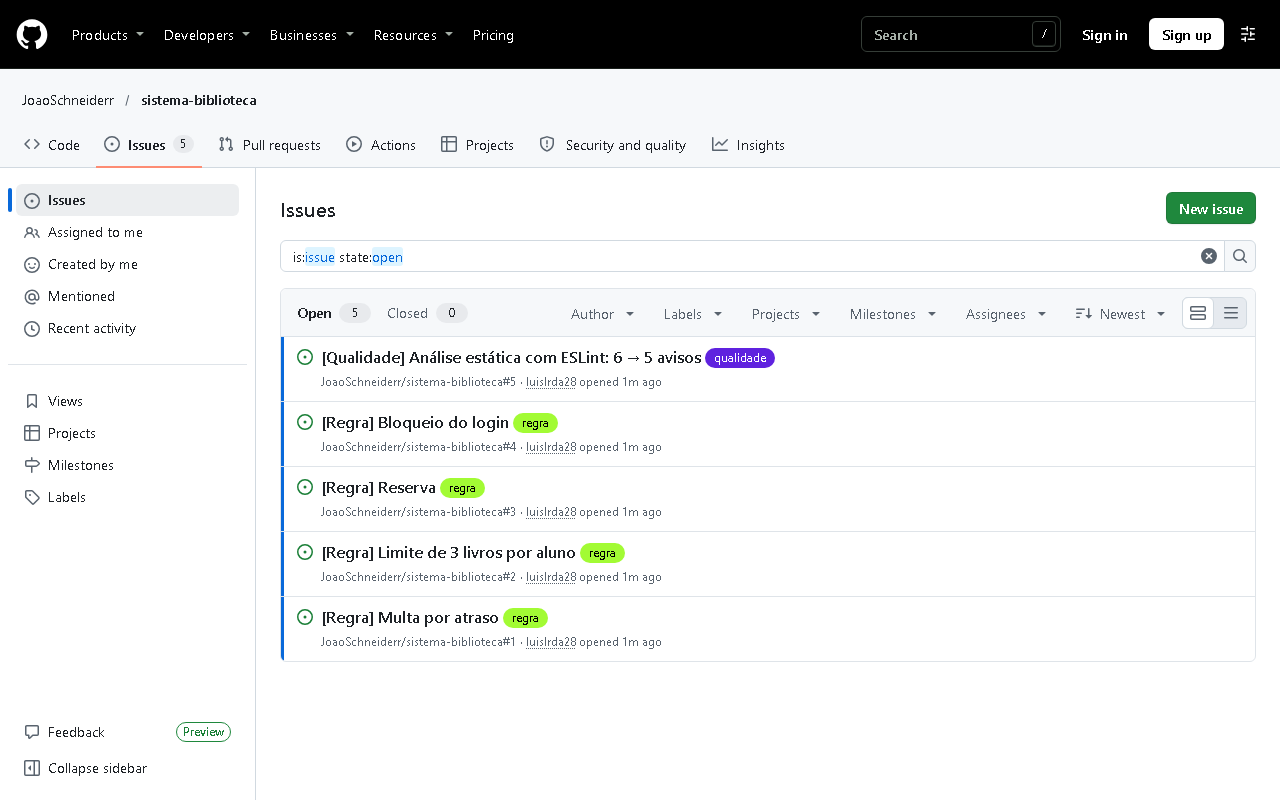 Products Developers Businesses Resources Pricing Search / Sign in Sign up
JoaoSchneiderr / sistema-biblioteca
Code Issues 5 Pull requests Actions Projects Security and quality Insights
Issues
Assigned to me
Created by me
Mentioned
Recent activity
Views
Projects
Milestones
Labels
Feedback Preview
Collapse sidebar
Issues New issue
is:issue state:open
Open 5 Closed 0 Author Labels Projects Milestones Assignees Newest
[Qualidade] Análise estática com ESLint: 6 → 5 avisos qualidade
JoaoSchneiderr/sistema-biblioteca#5 · luislrda28 opened 1m ago
[Regra] Bloqueio do login regra
JoaoSchneiderr/sistema-biblioteca#4 · luislrda28 opened 1m ago
[Regra] Reserva regra
JoaoSchneiderr/sistema-biblioteca#3 · luislrda28 opened 1m ago
[Regra] Limite de 3 livros por aluno regra
JoaoSchneiderr/sistema-biblioteca#2 · luislrda28 opened 1m ago
[Regra] Multa por atraso regra
JoaoSchneiderr/sistema-biblioteca#1 · luislrda28 opened 1m ago